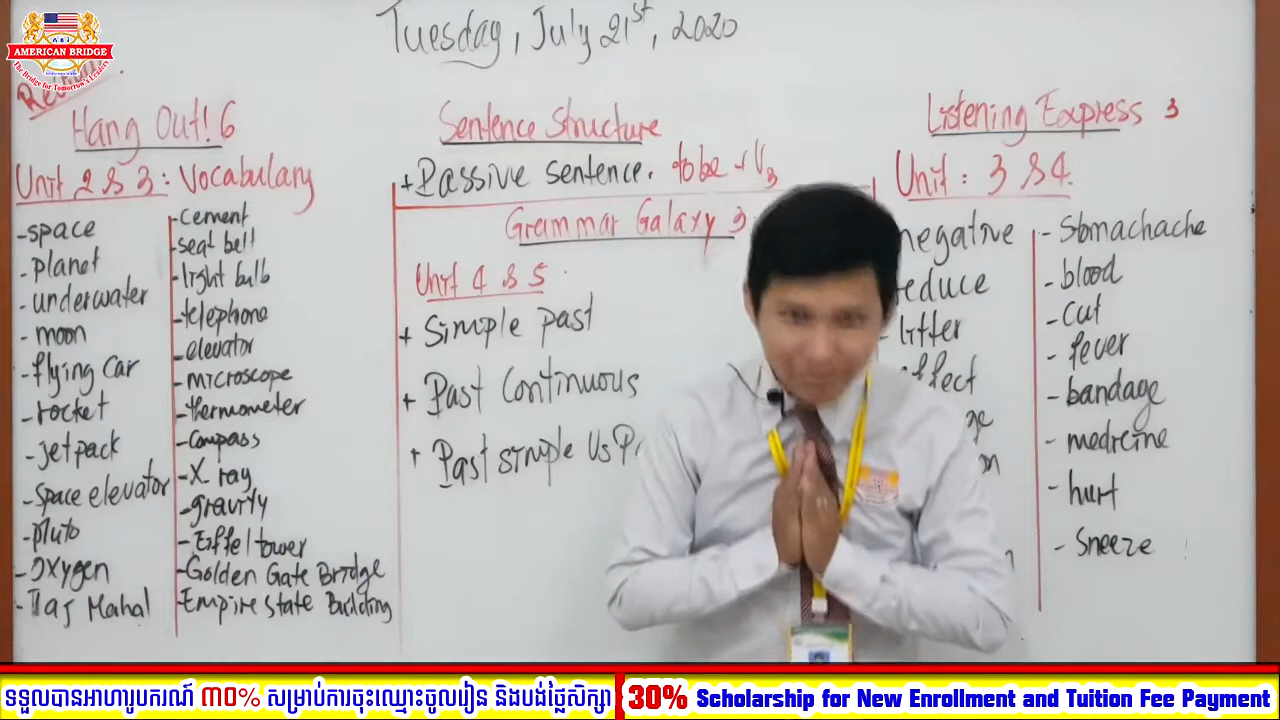 AMERICAN BRIDGE
The Bridge for Tomorrow's Leaders
Tuesday, July 21st, 2020
Hang Out! 6
Unit 2 & 3: Vocabulary
- space
- planet
- underwater
- moon
- flying car
- rocket
- jetpack
- space elevator
- pluto
- Oxygen
- Taj Mahal
- cement
- seat belt
- light bulb
- telephone
- elevator
- microscope
- thermometer
- compass
- X. ray
- gravity
- Eiffel tower
- Golden Gate Bridge
- Empire State Building
Sentence Structure
+ Passive sentence. to be + V3
Grammar Galaxy 3
Unit 4 & 5
+ Simple past
+ Past Continuous
+ Past simple Vs P
Listening Express 3
Unit : 3 & 4.
negative
reduce
- litter
effect
- Stomachache
- blood
- cut
- fever
- bandage
- medicine
- hurt
- Sneeze
ទទួលបានអាហារូបករណ៍ ៣០% សម្រាប់ការចុះឈ្មោះចូលរៀន និងបង់ថ្លៃសិក្សា
30% Scholarship for New Enrollment and Tuition Fee Payment